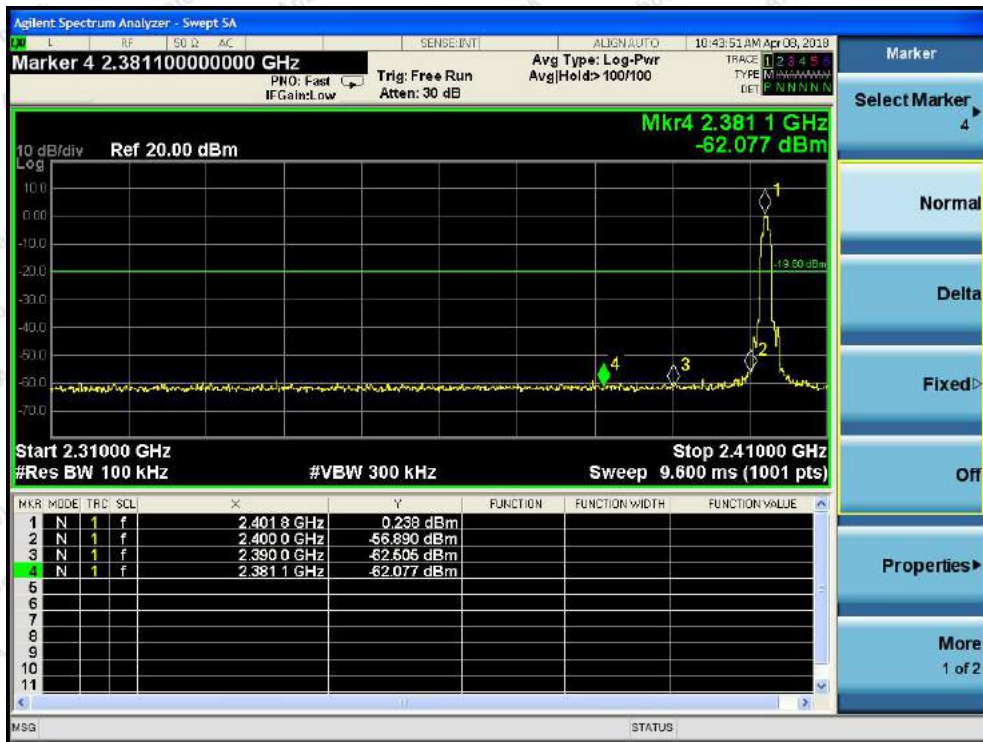 Agilent Spectrum Analyzer - Swept SA
L RF 50 Ω AC SENSE:INT ALIGN AUTO 10:43:51 AM Apr 08, 2018
Marker 4 2.381100000000 GHz
PNO: Fast
IFGain:Low
Trig: Free Run
Atten: 30 dB
Avg Type: Log-Pwr
Avg|Hold:> 100/100
TRACE 1 2 3 4 5 6
TYPE M
DET P N N N N N
Mkr4 2.381 1 GHz
-62.077 dBm
10 dB/div Ref 20.00 dBm
Log
10.0
0.00
-10.0
-20.0
-30.0
-40.0
-50.0
-60.0
-70.0
1
-19.80 dBm
2
3
4
Start 2.31000 GHz Stop 2.41000 GHz
#Res BW 100 kHz #VBW 300 kHz Sweep 9.600 ms (1001 pts)
MKR MODE TRC SCL X Y FUNCTION FUNCTION WIDTH FUNCTION VALUE
1 N 1 f 2.401 8 GHz 0.238 dBm
2 N 1 f 2.400 0 GHz -56.890 dBm
3 N 1 f 2.390 0 GHz -62.505 dBm
4 N 1 f 2.381 1 GHz -62.077 dBm
5
6
7
8
9
10
11
MSG STATUS
Marker
Select Marker
4
Normal
Delta
Fixed
Off
Properties
More
1 of 2